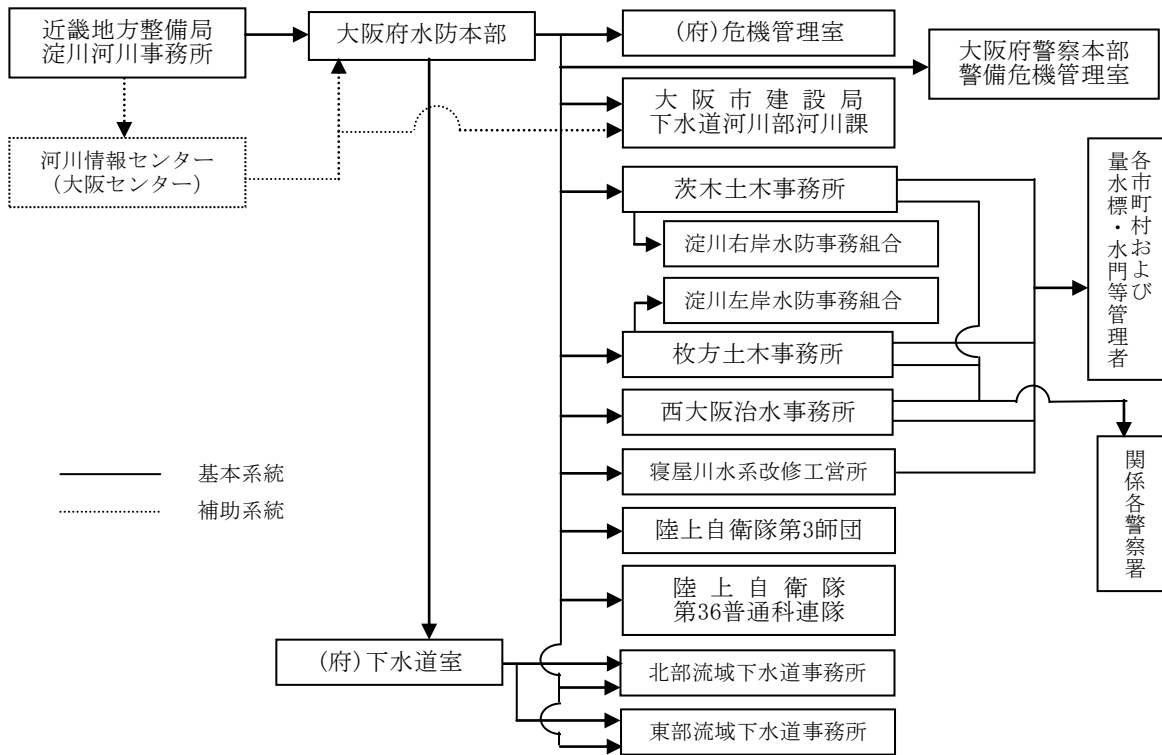 近畿地方整備局
淀川河川事務所
大阪府水防本部
(府)危機管理室
大阪府警察本部
警備危機管理室
大阪市建設局
下水道河川部河川課
河川情報センター
(大阪センター)
茨木土木事務所
淀川右岸水防事務組合
淀川左岸水防事務組合
枚方土木事務所
西大阪治水事務所
寝屋川水系改修工営所
陸上自衛隊第3師団
陸上自衛隊
第36普通科連隊
(府)下水道室
北部流域下水道事務所
東部流域下水道事務所
各市町村および
量水標・水門等管理者
関係各警察署
基本系統
補助系統